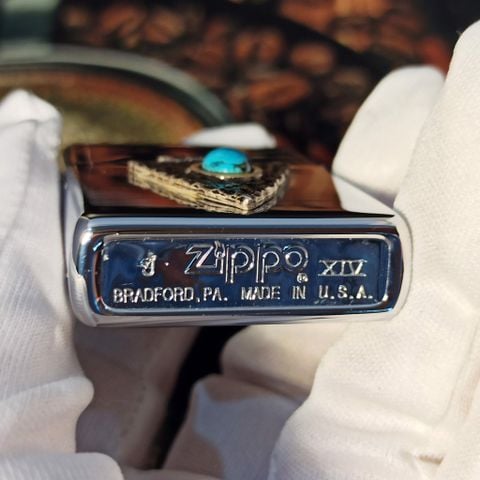 J Zippo® XIV
BRADFORD, PA. MADE IN U.S.A.